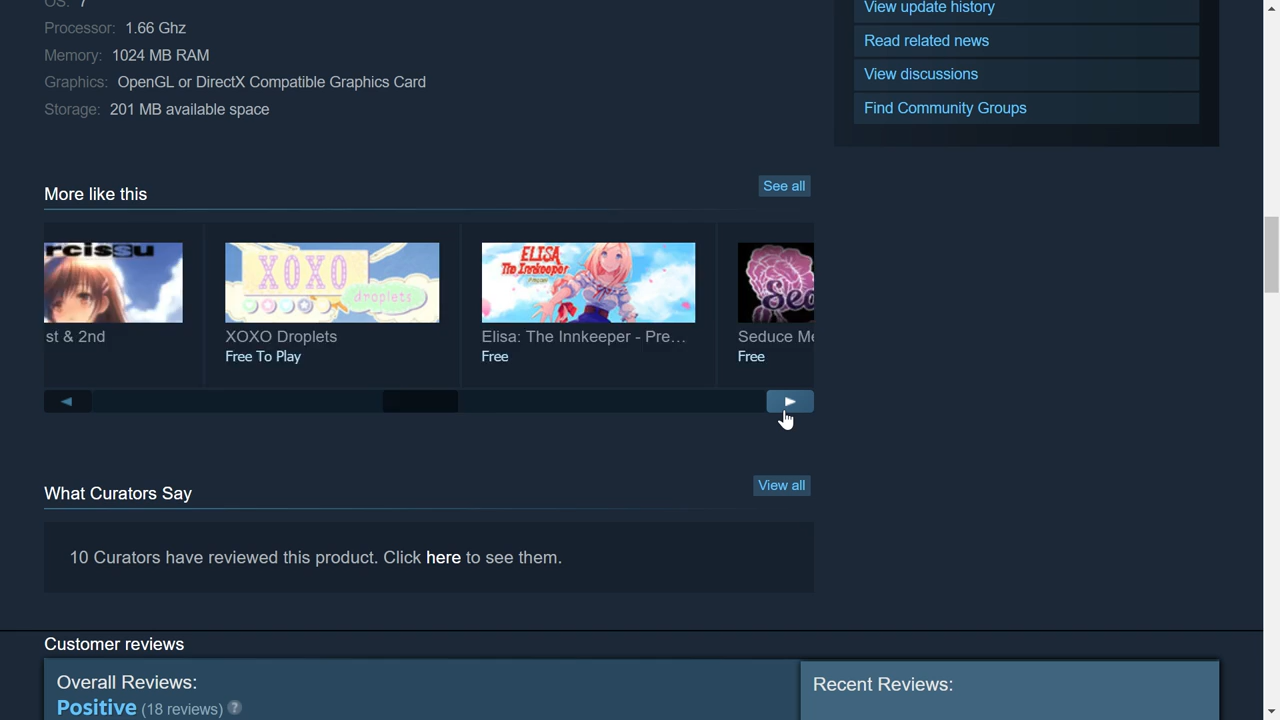 OS: 7
Processor: 1.66 Ghz
Memory: 1024 MB RAM
Graphics: OpenGL or DirectX Compatible Graphics Card
Storage: 201 MB available space
View update history
Read related news
View discussions
Find Community Groups
More like this
See all
rcissu
XOXO
droplets
ELISA
The Innkeeper
st & 2nd
XOXO Droplets
Free To Play
Elisa: The Innkeeper - Pre...
Free
Seduce Me
Free
What Curators Say
View all
10 Curators have reviewed this product. Click here to see them.
Customer reviews
Overall Reviews:
Positive (18 reviews) ?
Recent Reviews: